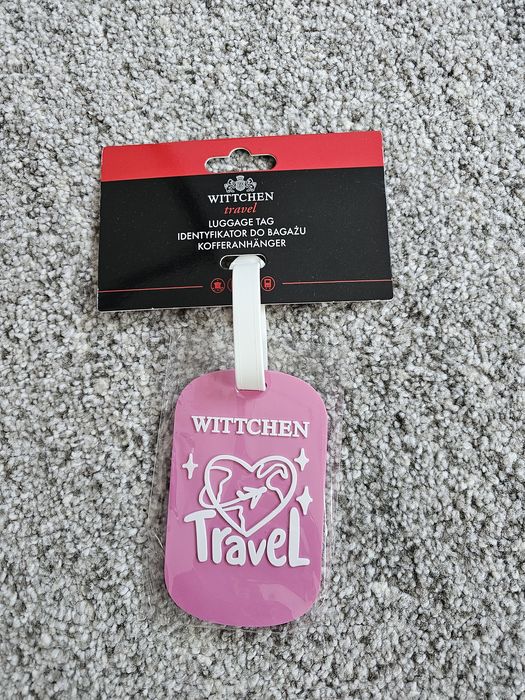 WITTCHEN
travel
LUGGAGE TAG
IDENTYFIKATOR DO BAGAŻU
KOFFERANHÄNGER
WITTCHEN
Travel